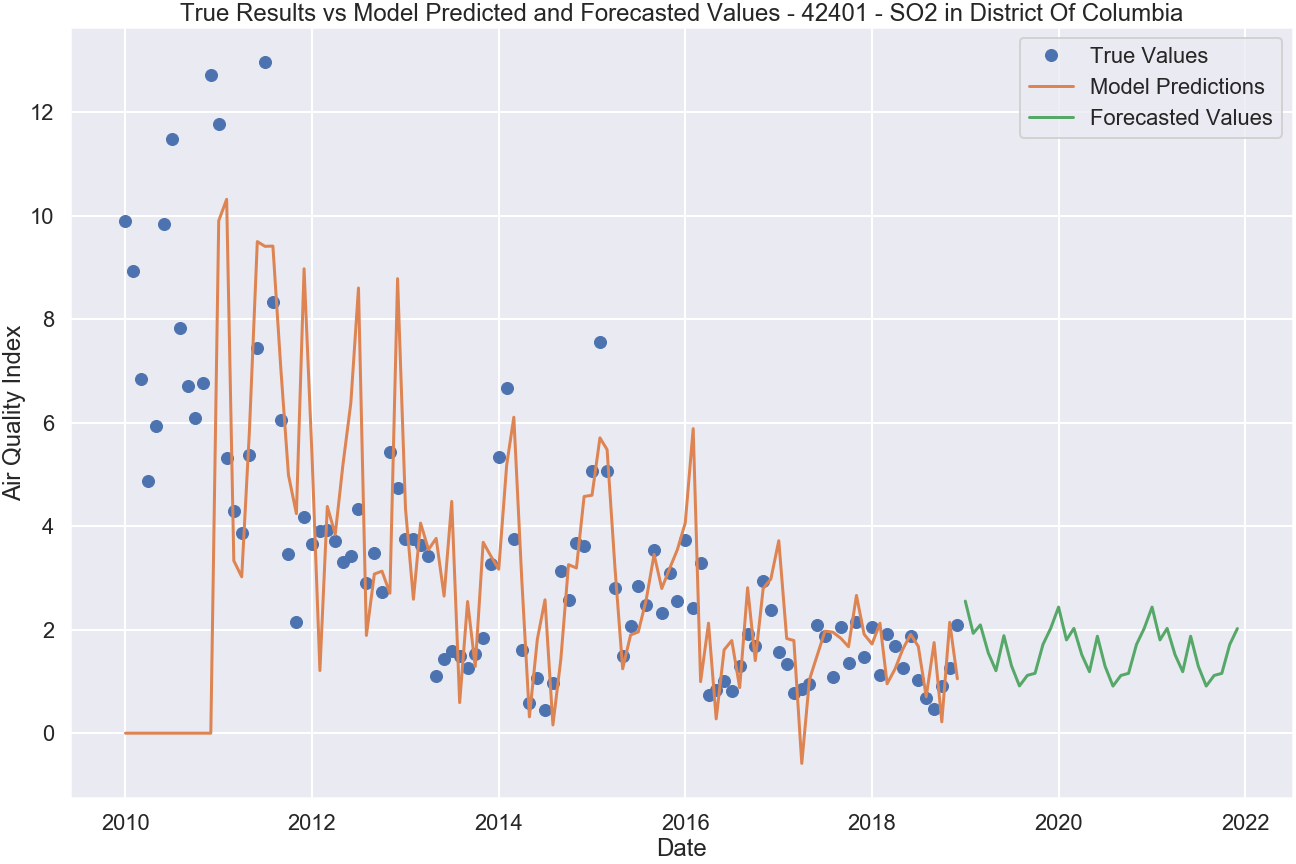 True Results vs Model Predicted and Forecasted Values - 42401 - SO2 in District Of Columbia
True Values
Model Predictions
Forecasted Values
Air Quality Index
12
10
8
6
4
2
0
2010 2012 2014 2016 2018 2020 2022
Date